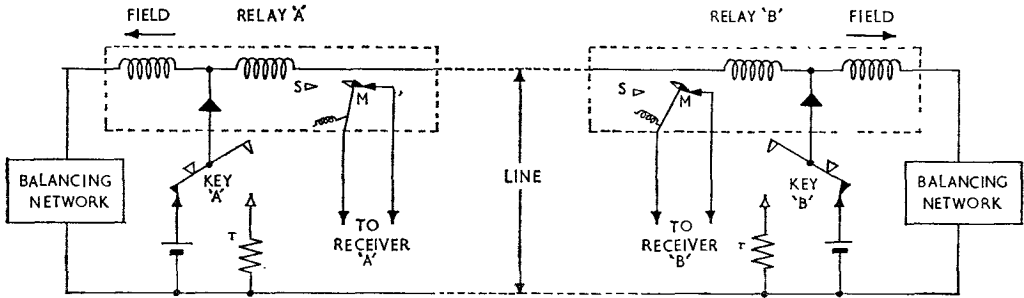 FIELD
RELAY 'A'
RELAY 'B'
FIELD
S
M
S
M
BALANCING
NETWORK
KEY
'A'
T
TO
RECEIVER
'A'
LINE
TO
RECEIVER
'B'
T
KEY
'B'
BALANCING
NETWORK